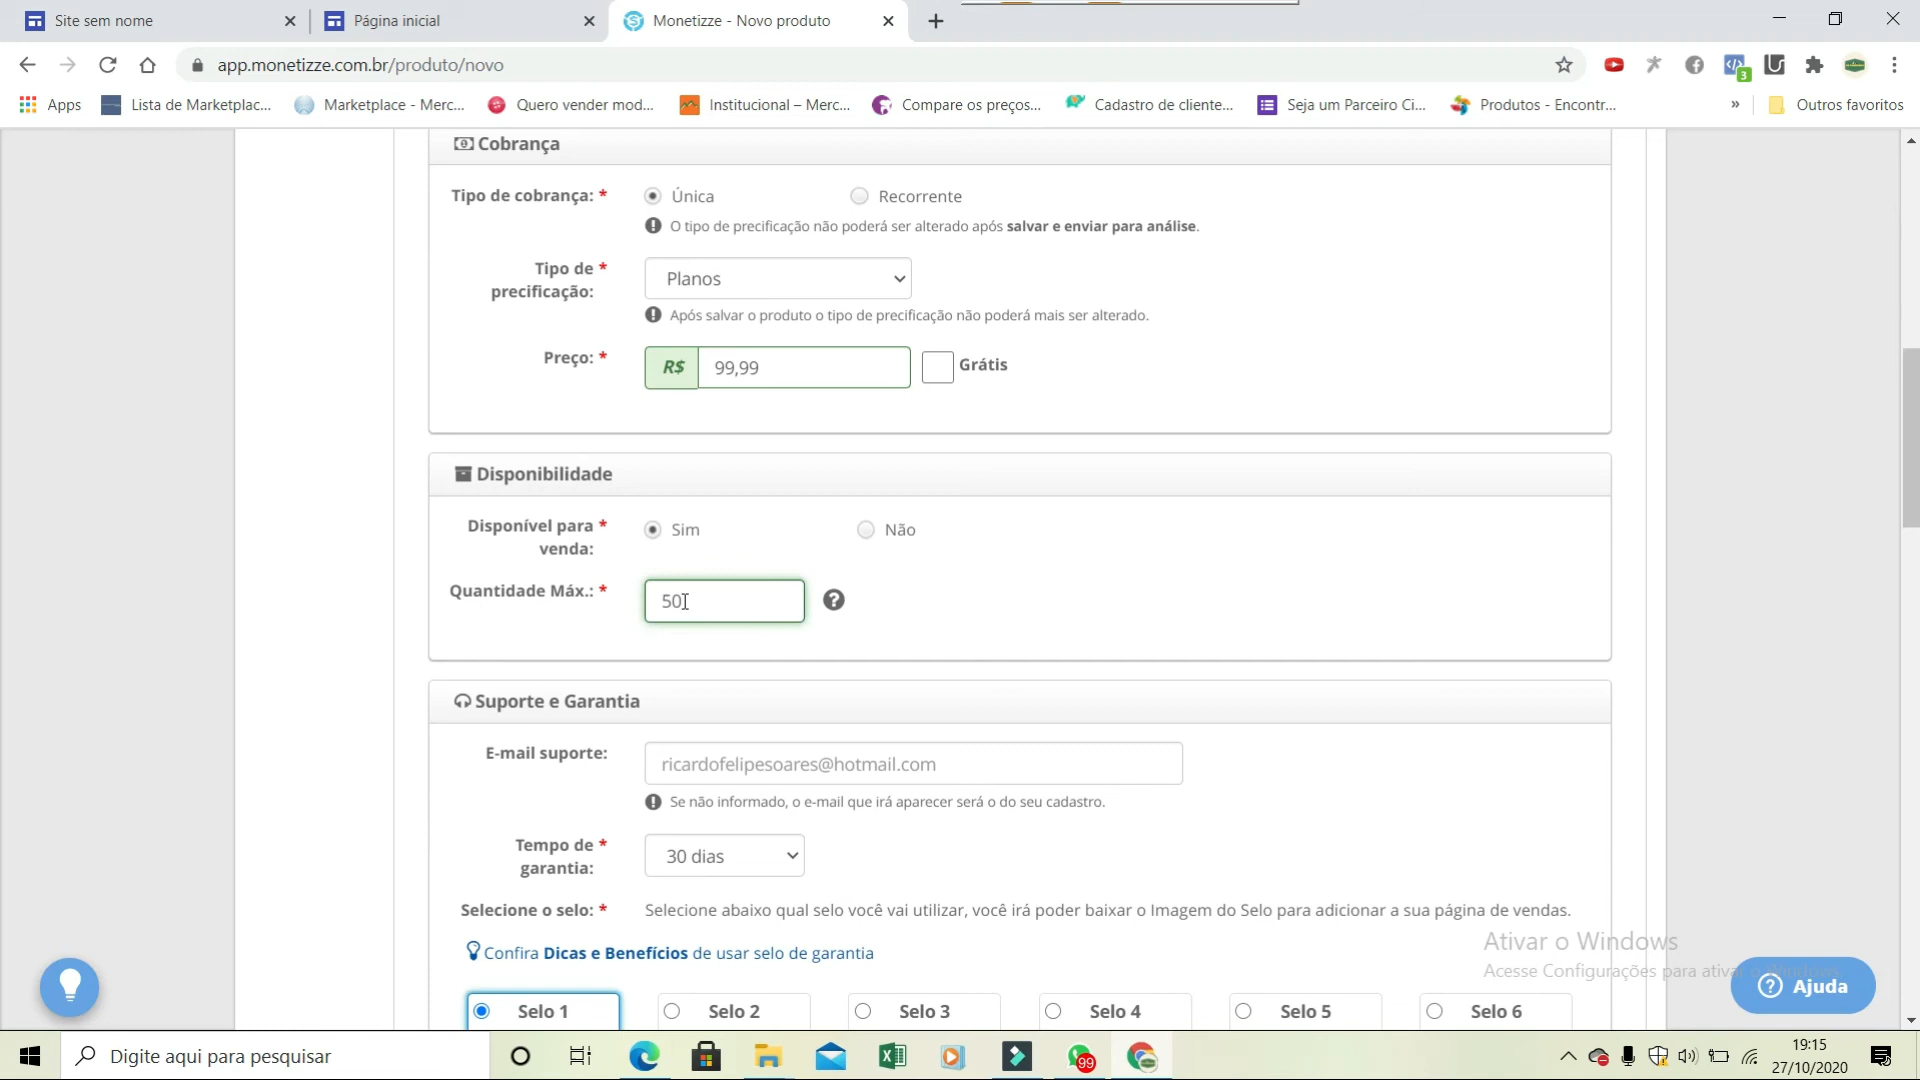 Site sem nome
Página inicial
Monetizze - Novo produto
app.monetizze.com.br/produto/novo
3
Apps
Lista de Marketplac...
Marketplace - Merc...
Quero vender mod...
Institucional – Merc...
Compare os preços...
Cadastro de cliente...
Seja um Parceiro Ci...
Produtos - Encontr...
»
Outros favoritos
Cobrança
Tipo de cobrança: *
Única
Recorrente
O tipo de precificação não poderá ser alterado após salvar e enviar para análise.
Tipo de *
precificação:
Planos
Após salvar o produto o tipo de precificação não poderá mais ser alterado.
Preço: *
R$
99,99
Grátis
Disponibilidade
Disponível para *
venda:
Sim
Não
Quantidade Máx.: *
50
Suporte e Garantia
E-mail suporte:
ricardofelipesoares@hotmail.com
Se não informado, o e-mail que irá aparecer será o do seu cadastro.
Tempo de *
garantia:
30 dias
Selecione o selo: *
Selecione abaixo qual selo você vai utilizar, você irá poder baixar o Imagem do Selo para adicionar a sua página de vendas.
Confira Dicas e Benefícios de usar selo de garantia
Selo 1
Selo 2
Selo 3
Selo 4
Selo 5
Selo 6
Ativar o Windows
Acesse Configurações para ativar o Windows.
Ajuda
Digite aqui para pesquisar
99
19:15
27/10/2020